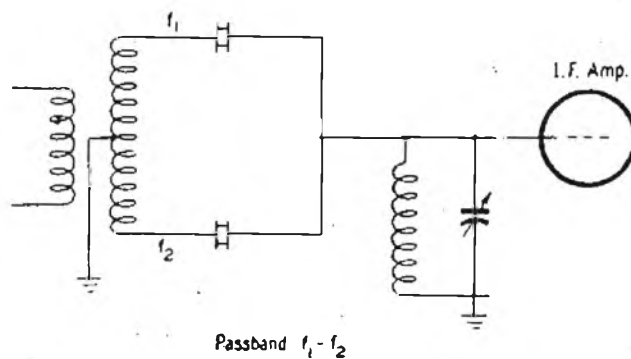 f₁
I.F. Amp.
f₂
Passband f₁ - f₂